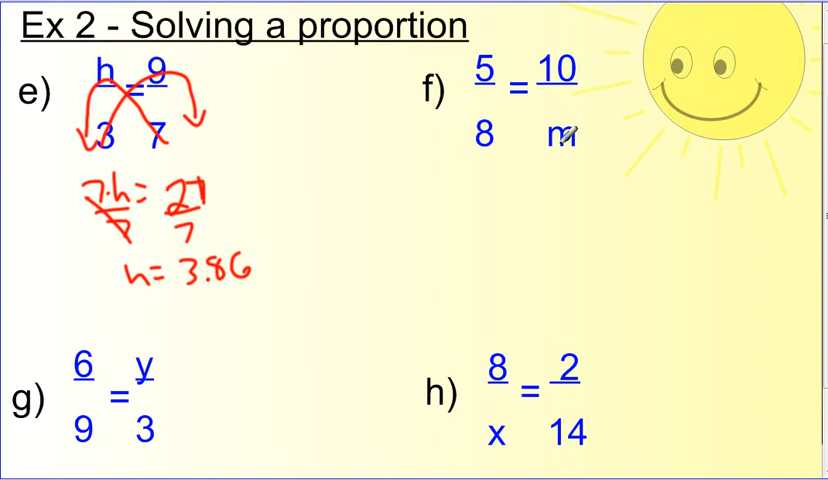 Ex 2 - Solving a proportion
e) h/3 = 9/7
7·h/7 = 27/7
h = 3.86
f) 5/8 = 10/m
g) 6/9 = y/3
h) 8/x = 2/14